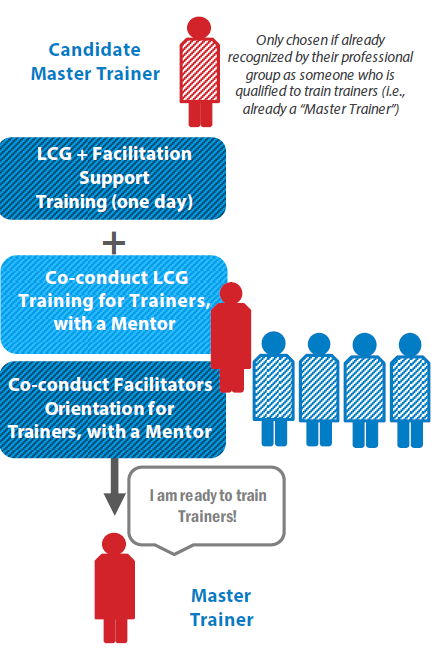 Candidate
Master Trainer
Only chosen if already
recognized by their professional
group as someone who is
qualified to train trainers (i.e.,
already a “Master Trainer”)
LCG + Facilitation
Support
Training (one day)
+
Co-conduct LCG
Training for Trainers,
with a Mentor
Co-conduct Facilitators
Orientation for
Trainers, with a Mentor
I am ready to train
Trainers!
Master
Trainer